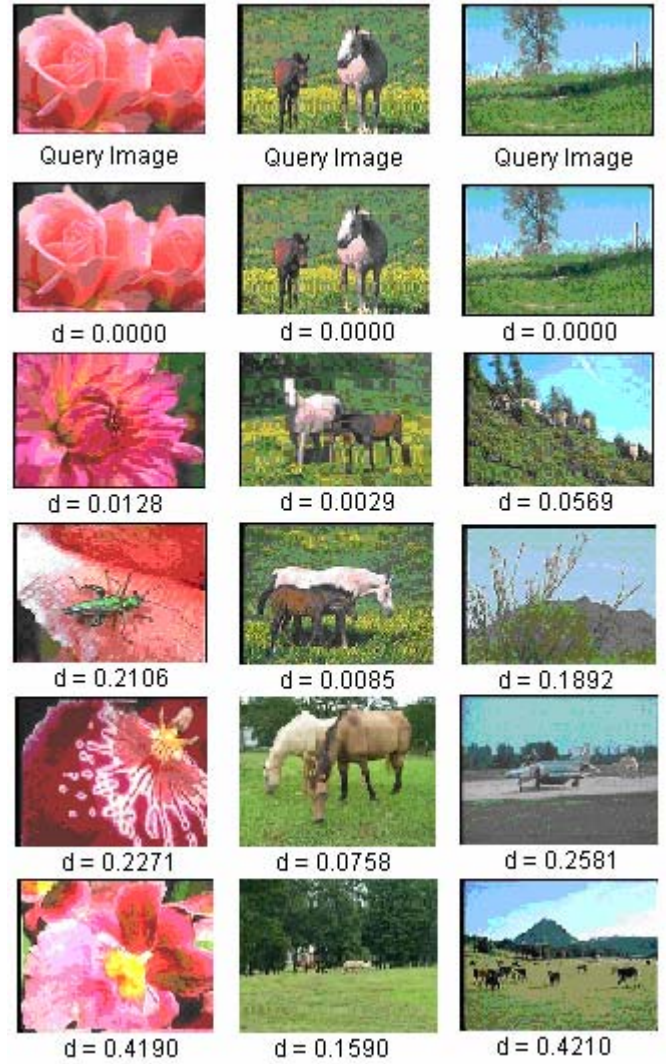 Query Image Query Image Query Image
d = 0.0000 d = 0.0000 d = 0.0000
d = 0.0128 d = 0.0029 d = 0.0569
d = 0.2106 d = 0.0085 d = 0.1892
d = 0.2271 d = 0.0758 d = 0.2581
d = 0.4190 d = 0.1590 d = 0.4210